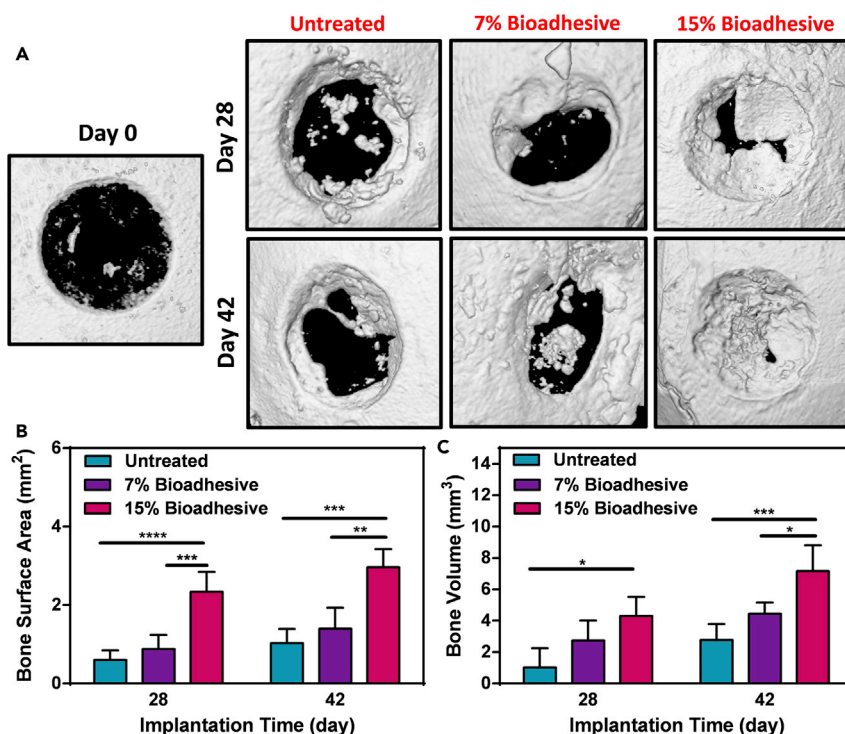 Untreated 7% Bioadhesive 15% Bioadhesive
A
Day 0
Day 28
Day 42
B
6
4
2
0
Bone Surface Area (mm²)
Untreated
7% Bioadhesive
15% Bioadhesive
****
***
***
**
28 42
Implantation Time (day)
C
14
12
10
8
6
4
2
0
Bone Volume (mm³)
Untreated
7% Bioadhesive
15% Bioadhesive
*
***
*
28 42
Implantation Time (day)